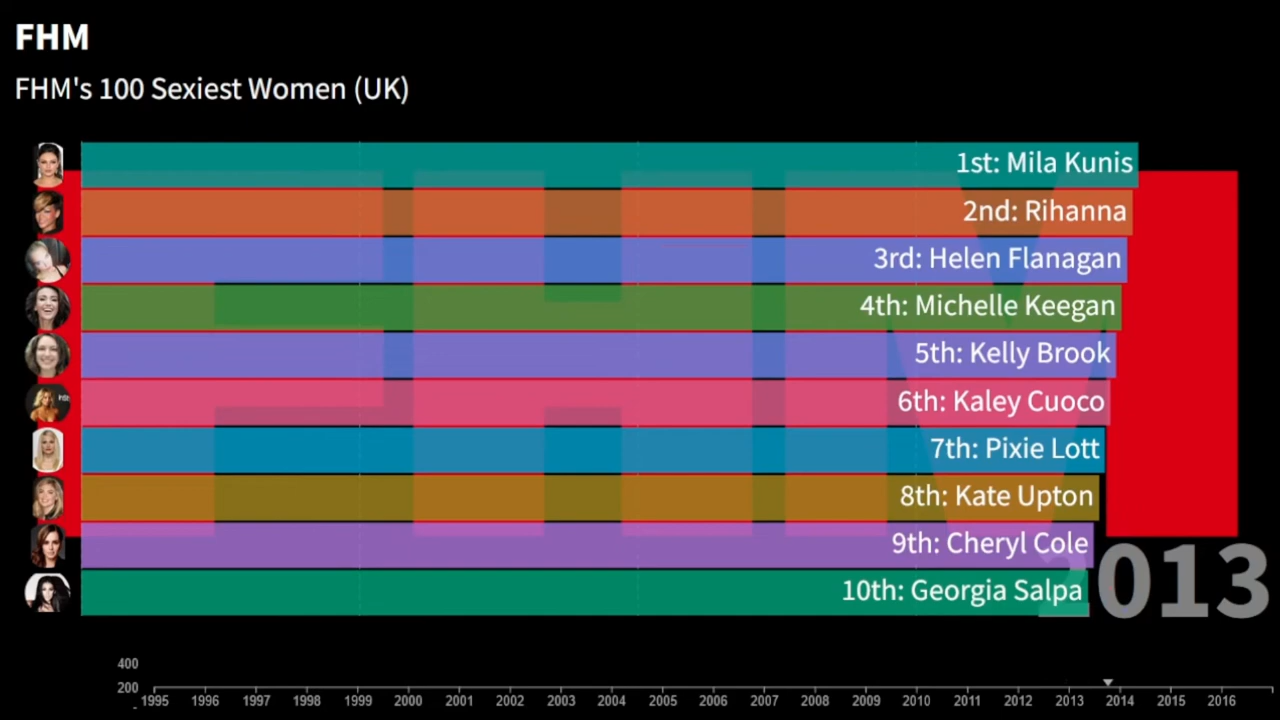 FHM
FHM's 100 Sexiest Women (UK)
1st: Mila Kunis
2nd: Rihanna
3rd: Helen Flanagan
4th: Michelle Keegan
5th: Kelly Brook
6th: Kaley Cuoco
7th: Pixie Lott
8th: Kate Upton
9th: Cheryl Cole
10th: Georgia Salpa
2013
400
200
-
1995 1996 1997 1998 1999 2000 2001 2002 2003 2004 2005 2006 2007 2008 2009 2010 2011 2012 2013 2014 2015 2016